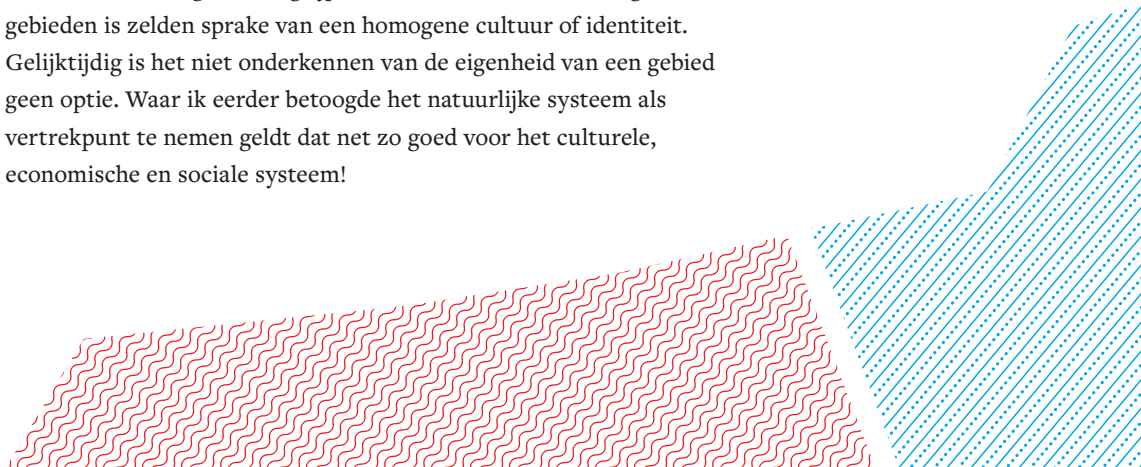 gebieden is zelden sprake van een homogene cultuur of identiteit.
Gelijktijdig is het niet onderkennen van de eigenheid van een gebied
geen optie. Waar ik eerder betoogde het natuurlijke systeem als
vertrekpunt te nemen geldt dat net zo goed voor het culturele,
economische en sociale systeem!